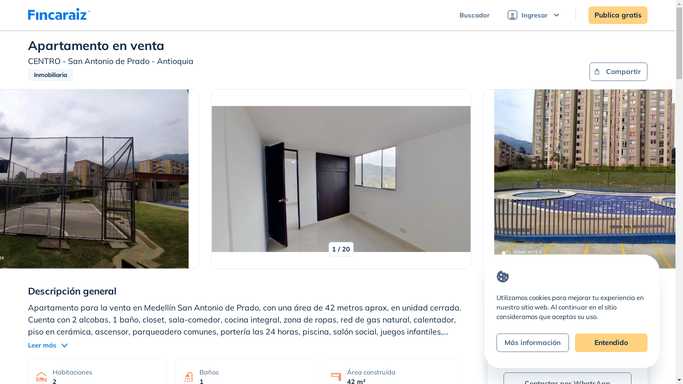 Fincaraiz
Buscador
Ingresar
Publica gratis
Apartamento en venta
CENTRO - San Antonio de Prado - Antioquia
Inmobiliaria
Compartir
1 / 20
Descripción general
Apartamento para la venta en Medellín San Antonio de Prado, con una área de 42 metros aprox, en unidad cerrada.
Cuenta con 2 alcobas, 1 baño, closet, sala-comedor, cocina integral, zona de ropas, red de gas natural, calentador,
piso en cerámica, ascensor, parqueadero comunes, portería las 24 horas, piscina, salón social, juegos infantiles,...
Leer más
Habitaciones
2
Baños
1
Área construida
42 m²
Utilizamos cookies para mejorar tu experiencia en
nuestro sitio web. Al continuar en el sitio
consideramos que aceptas su uso.
Más información
Entendido
Contactar por WhatsApp